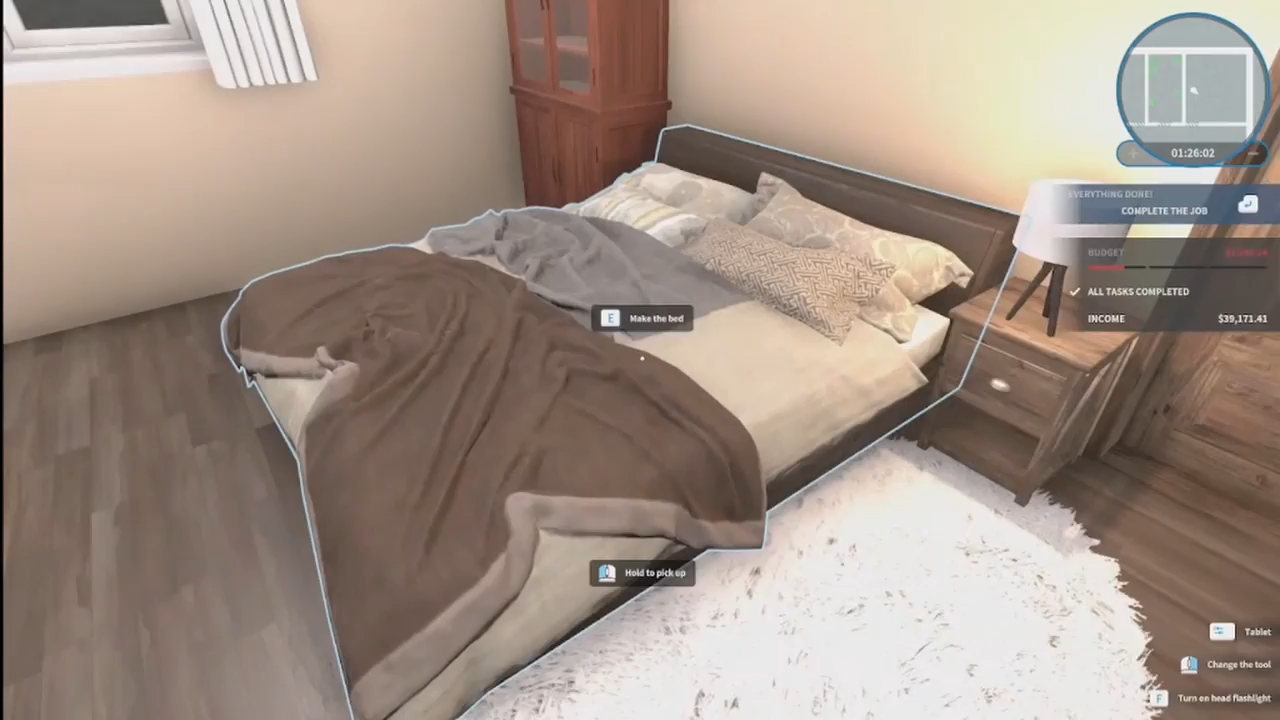 01:26:02
EVERYTHING DONE!
COMPLETE THE JOB
BUDGET
ALL TASKS COMPLETED
INCOME $39,171.41
E Make the bed
Hold to pick up
Tablet
Change the tool
F Turn on head flashlight